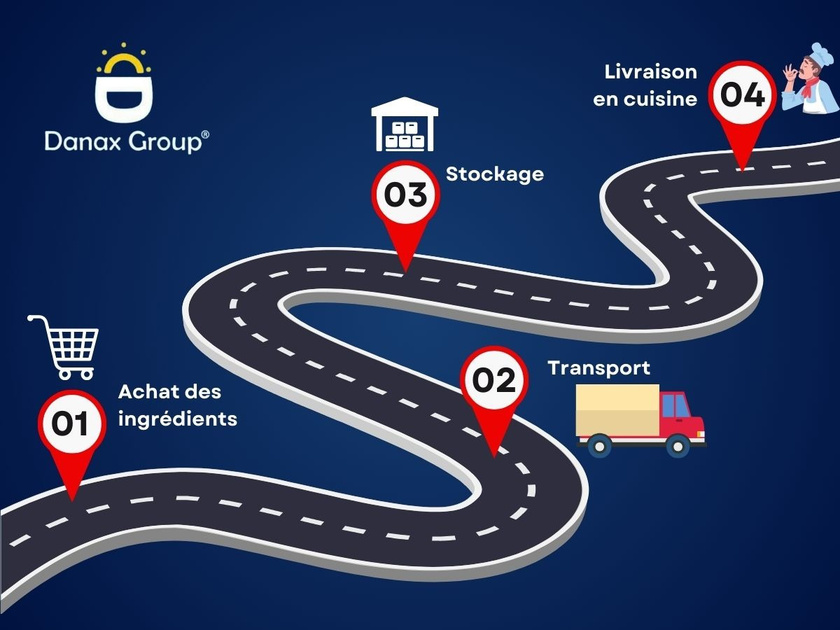 Danax Group®
Livraison
en cuisine
04
03
Stockage
02
Transport
01
Achat des
ingrédients